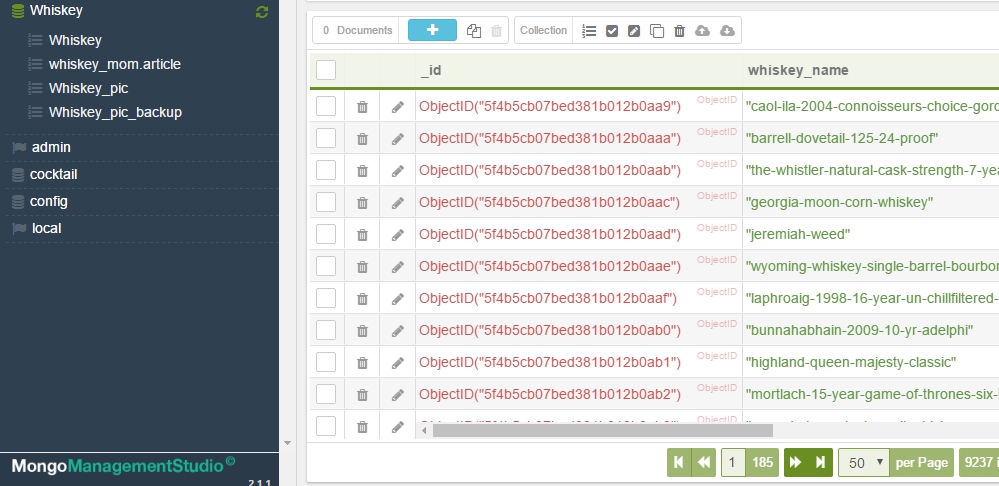 Whiskey
Whiskey
whiskey_mom.article
Whiskey_pic
Whiskey_pic_backup
admin
cocktail
config
local
MongoManagementStudio©
2.1.1
0 Documents + Collection
_id whiskey_name
ObjectID("5f4b5cb07bed381b012b0aa9") ObjectID "caol-ila-2004-connoisseurs-choice-gord
ObjectID("5f4b5cb07bed381b012b0aaa") ObjectID "barrell-dovetail-125-24-proof"
ObjectID("5f4b5cb07bed381b012b0aab") ObjectID "the-whistler-natural-cask-strength-7-yea
ObjectID("5f4b5cb07bed381b012b0aac") ObjectID "georgia-moon-corn-whiskey"
ObjectID("5f4b5cb07bed381b012b0aad") ObjectID "jeremiah-weed"
ObjectID("5f4b5cb07bed381b012b0aae") ObjectID "wyoming-whiskey-single-barrel-bourbon
ObjectID("5f4b5cb07bed381b012b0aaf") ObjectID "laphroaig-1998-16-year-un-chillfiltered-
ObjectID("5f4b5cb07bed381b012b0ab0") ObjectID "bunnahabhain-2009-10-yr-adelphi"
ObjectID("5f4b5cb07bed381b012b0ab1") ObjectID "highland-queen-majesty-classic"
ObjectID("5f4b5cb07bed381b012b0ab2") ObjectID "mortlach-15-year-game-of-thrones-six-
ObjectID
1 185 50 per Page 9237